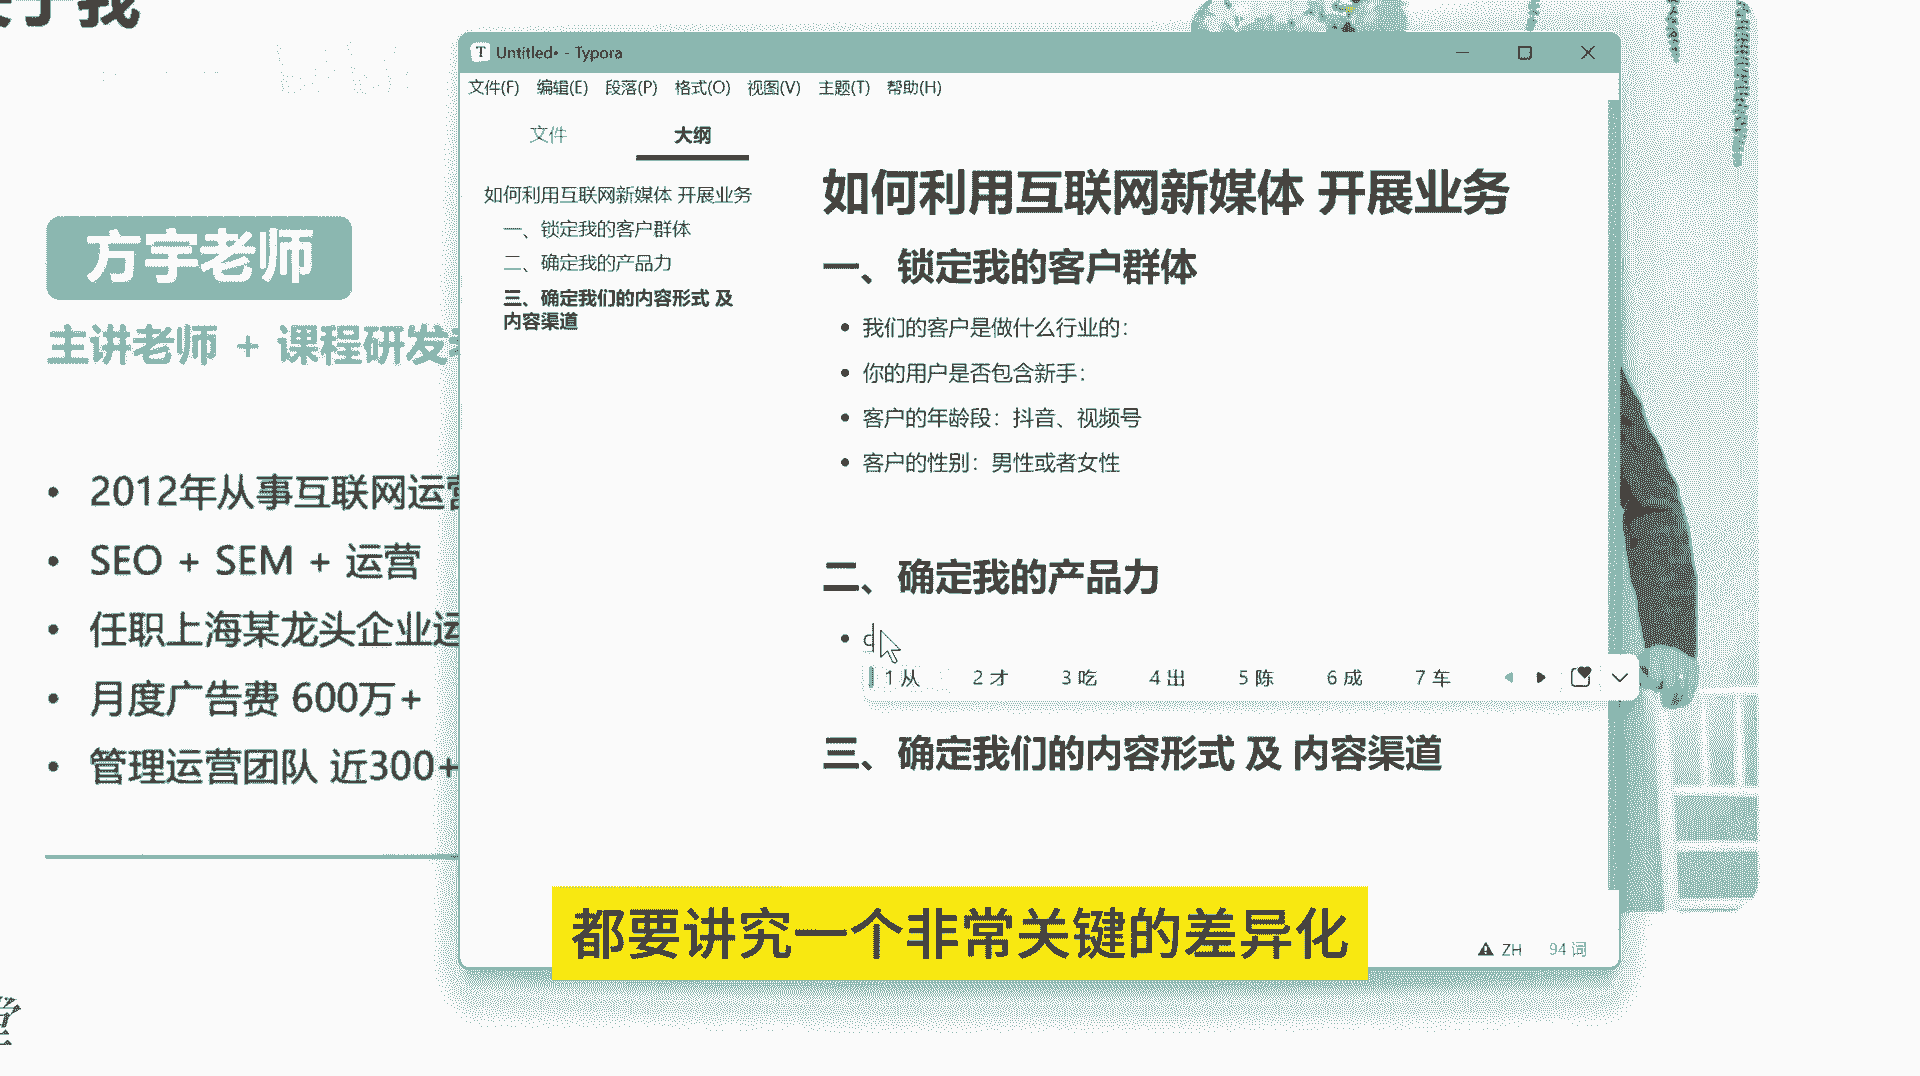 于我
方宇老师
主讲老师 + 课程研发
• 2012年从事互联网运营
• SEO + SEM + 运营
• 任职上海某龙头企业运
• 月度广告费 600万+
• 管理运营团队 近300+
堂
T Untitled• - Typora
文件(F) 编辑(E) 段落(P) 格式(O) 视图(V) 主题(T) 帮助(H)
文件 大纲
如何利用互联网新媒体 开展业务
一、锁定我的客户群体
二、确定我的产品力
三、确定我们的内容形式 及
内容渠道
如何利用互联网新媒体 开展业务
一、锁定我的客户群体
• 我们的客户是做什么行业的：
• 你的用户是否包含新手：
• 客户的年龄段：抖音、视频号
• 客户的性别：男性或者女性
二、确定我的产品力
• c
1 从 2 才 3 吃 4 出 5 陈 6 成 7 车
三、确定我们的内容形式 及 内容渠道
都要讲究一个非常关键的差异化
ZH 94 词